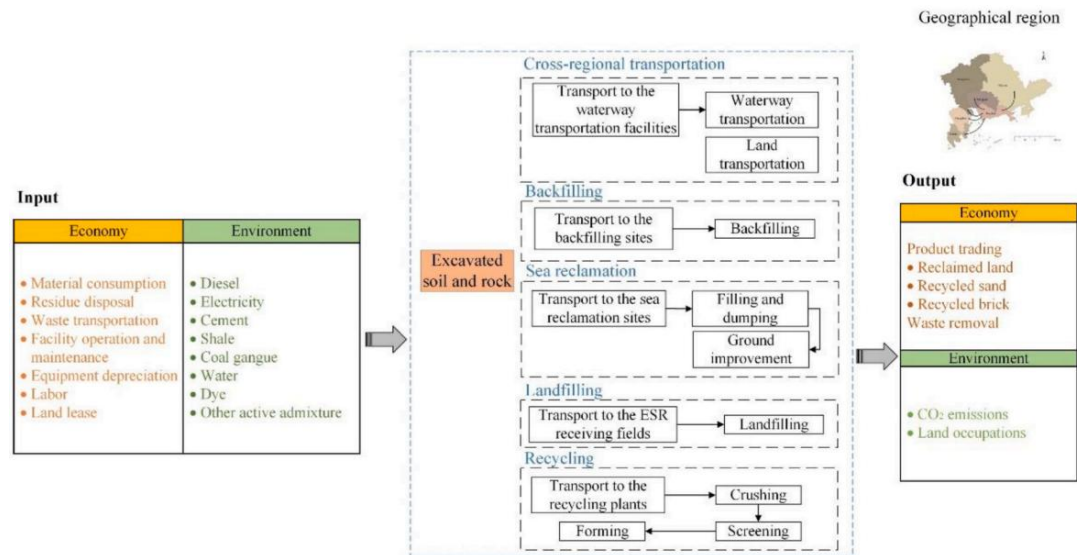 Geographical region
Cross-regional transportation
Transport to the
waterway
transportation facilities
Waterway
transportation
Land
transportation
Input
Economy
Environment
• Material consumption
• Residue disposal
• Waste transportation
• Facility operation and
maintenance
• Equipment depreciation
• Labor
• Land lease
• Diesel
• Electricity
• Cement
• Shale
• Coal gangue
• Water
• Dye
• Other active admixture
Excavated
soil and rock
Backfilling
Transport to the
backfilling sites
Backfilling
Sea reclamation
Transport to the sea
reclamation sites
Filling and
dumping
Ground
improvement
Landfilling
Transport to the ESR
receiving fields
Landfilling
Recycling
Transport to the
recycling plants
Crushing
Forming
Screening
Output
Economy
Product trading
• Reclaimed land
• Recycled sand
• Recycled brick
Waste removal
Environment
• CO₂ emissions
• Land occupations